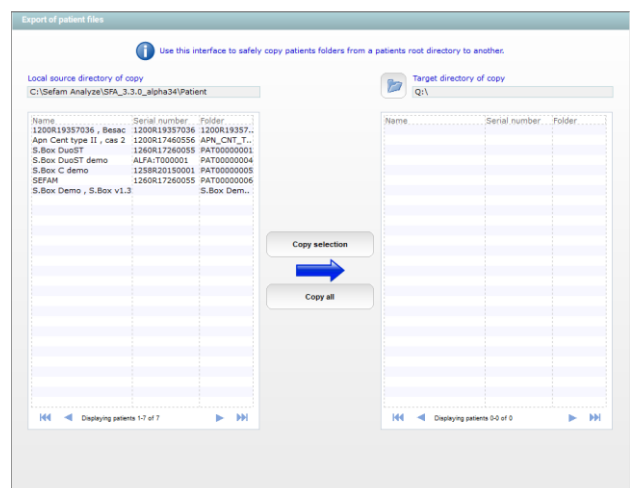 Export of patient files
Use this interface to safely copy patients folders from a patients root directory to another.
Local source directory of copy
C:\Sefam Analyze\SFA_3.3.0_alpha34\Patient
Target directory of copy
Q:\
Name Serial number Folder
1200R19357036 , Besac 1200R19357036 1200R19357..
Apn Cent type II , cas 2 1200R17460556 APN_CNT_T..
S.Box DuoST 1260R17260055 PAT00000001
S.Box DuoST demo ALFA:T000001 PAT00000004
S.Box C demo 1258R20150001 PAT00000005
SEFAM 1260R17260055 PAT00000006
S.Box Demo , S.Box v1.3 S.Box Dem..
Name Serial number Folder
Copy selection
Copy all
Displaying patients 1-7 of 7
Displaying patients 0-0 of 0